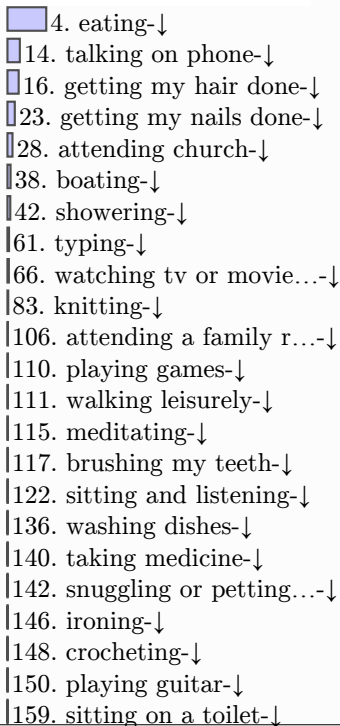 4. eating-↓
14. talking on phone-↓
16. getting my hair done-↓
23. getting my nails done-↓
28. attending church-↓
38. boating-↓
42. showering-↓
61. typing-↓
66. watching tv or movie…-↓
83. knitting-↓
106. attending a family r…-↓
110. playing games-↓
111. walking leisurely-↓
115. meditating-↓
117. brushing my teeth-↓
122. sitting and listening-↓
136. washing dishes-↓
140. taking medicine-↓
142. snuggling or petting…-↓
146. ironing-↓
148. crocheting-↓
150. playing guitar-↓
159. sitting on a toilet-↓